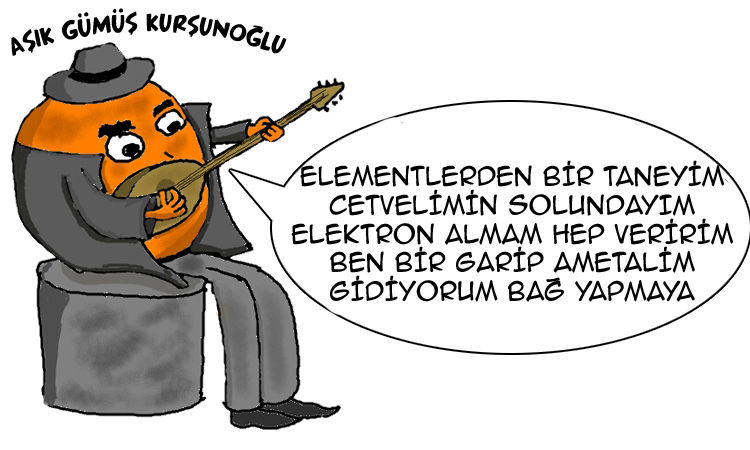 AŞIK GÜMÜŞ KURŞUNOĞLU
ELEMENTLERDEN BİR TANEYİM
CETVELİMİN SOLUNDAYIM
ELEKTRON ALMAM HEP VERİRİM
BEN BİR GARİP AMETALİM
GİDİYORUM BAĞ YAPMAYA